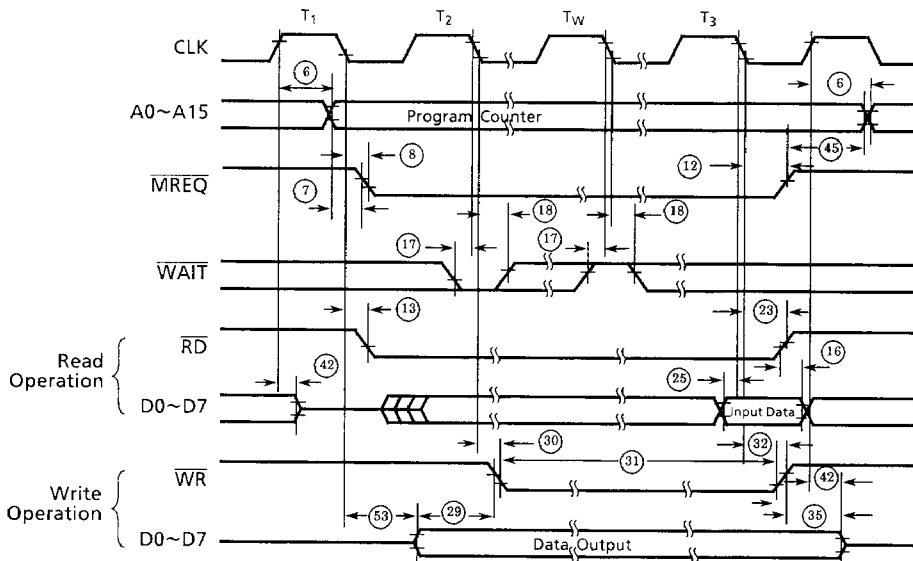 T1 T2 TW T3
CLK
6 6
A0~A15 Program Counter
45
8 12
MREQ
7
18 18
17 17
WAIT
13 23
RD
16
Read
Operation
42 25
D0~D7 Input Data
30 31 32
WR
42
Write
Operation
53 29 35
D0~D7 Data Output